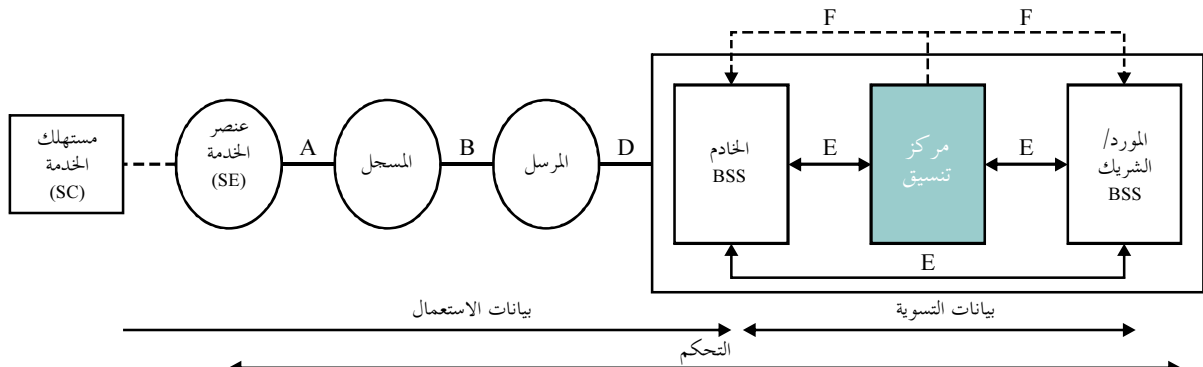 F
F
مستهلك
الخدمة
(SC)
عنصر
الخدمة
(SE)
A
المسجل
B
المرسل
D
الخادم
BSS
E
مركز
تنسيق
E
المورد/
الشريك
BSS
E
بيانات الاستعمال
بيانات التسوية
التحكم